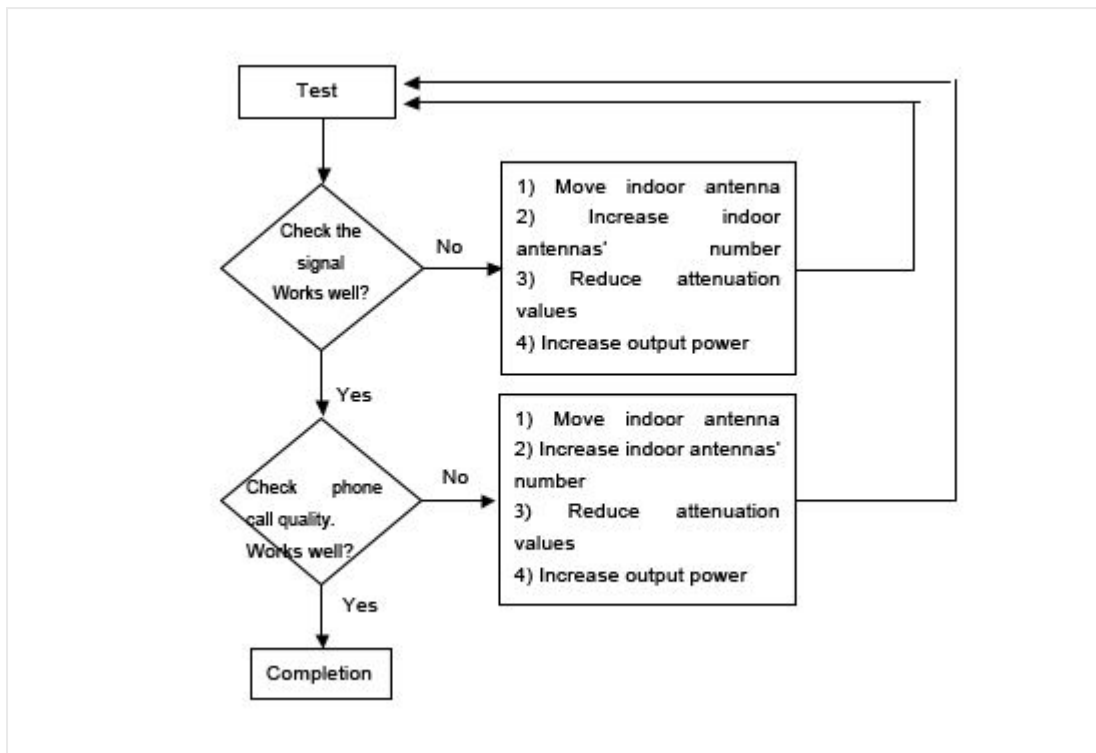 Test
Check the
signal
Works well?
No
1) Move indoor antenna
2) Increase indoor
antennas' number
3) Reduce attenuation
values
4) Increase output power
Yes
Check phone
call quality.
Works well?
No
1) Move indoor antenna
2) Increase indoor antennas'
number
3) Reduce attenuation
values
4) Increase output power
Yes
Completion